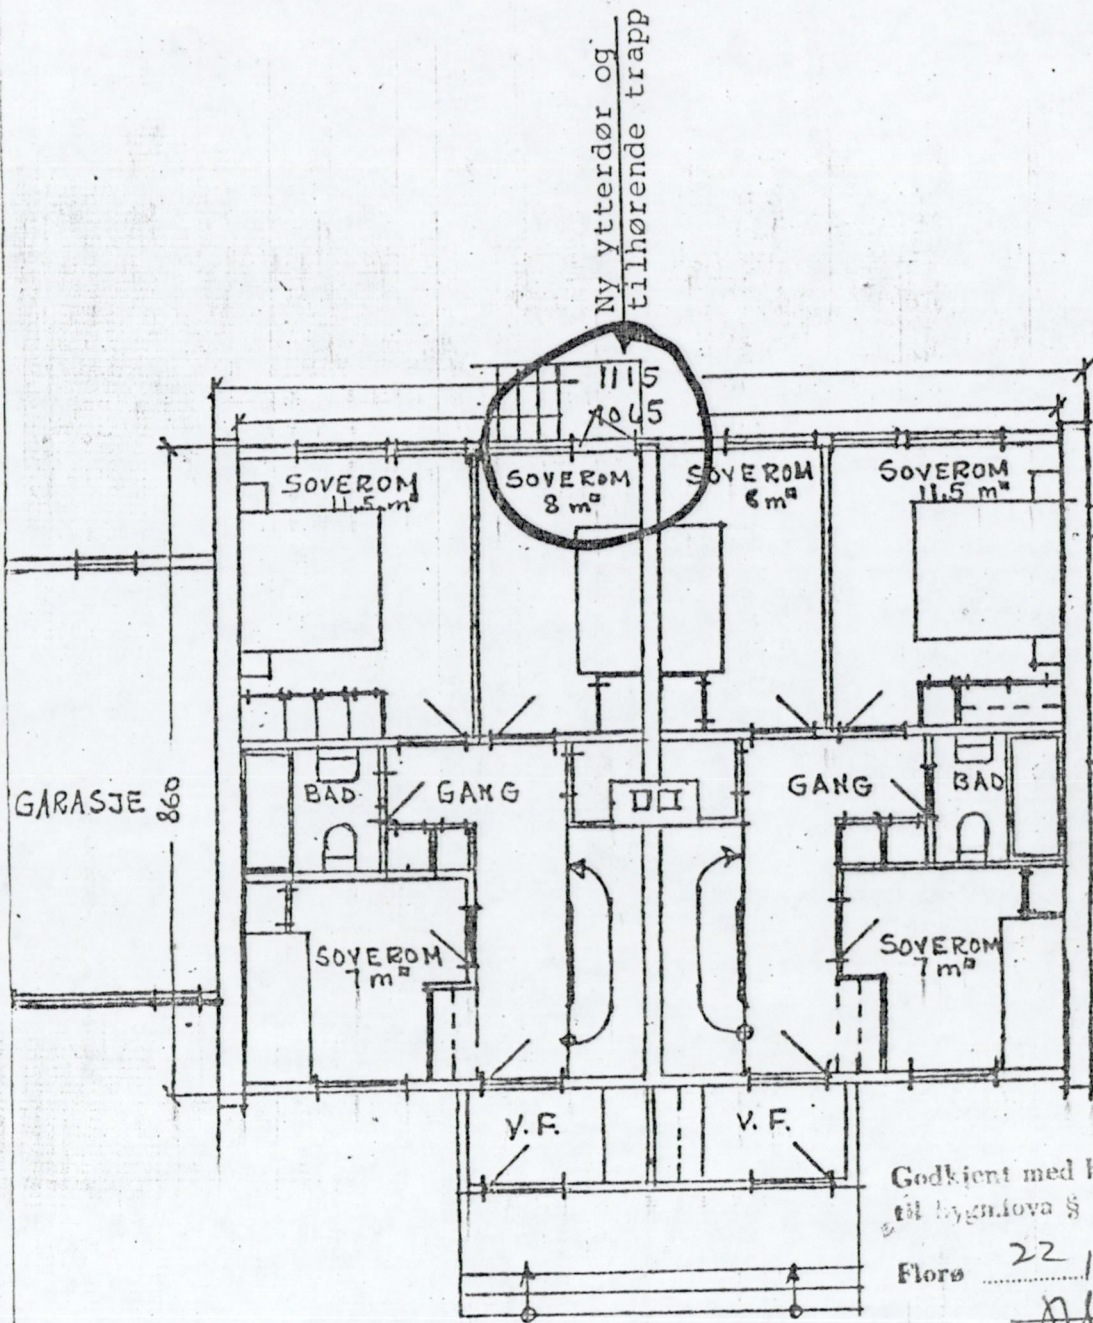 Ny ytterdør og
tilhørende trapp
1115
1045
SOVEROM
11,5 m²
SOVEROM
8 m²
SOVEROM
8 m²
SOVEROM
11,5 m²
GARASJE
860
BAD
GANG
GANG
BAD
SOVEROM
7 m²
SOVEROM
7 m²
V.F.
V.F.
Godkjent med
til bygn.lova §
Florø 22